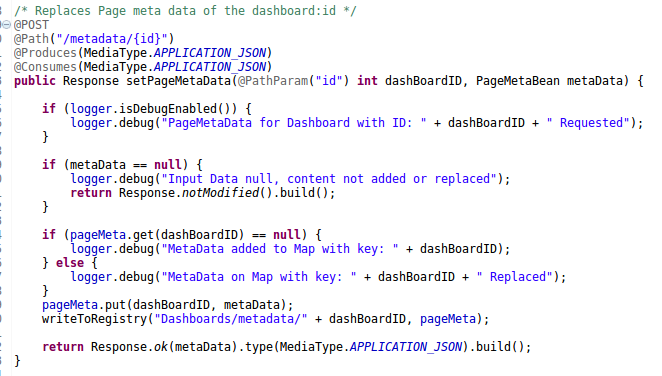 /* Replaces Page meta data of the dashboard:id */
@POST
@Path("/metadata/{id}")
@Produces(MediaType.APPLICATION_JSON)
@Consumes(MediaType.APPLICATION_JSON)
public Response setPageMetaData(@PathParam("id") int dashBoardID, PageMetaBean metaData) {
if (logger.isDebugEnabled()) {
logger.debug("PageMetaData for Dashboard with ID: " + dashBoardID + " Requested");
}
if (metaData == null) {
logger.debug("Input Data null, content not added or replaced");
return Response.notModified().build();
}
if (pageMeta.get(dashBoardID) == null) {
logger.debug("MetaData added to Map with key: " + dashBoardID);
} else {
logger.debug("MetaData on Map with key: " + dashBoardID + " Replaced");
}
pageMeta.put(dashBoardID, metaData);
writeToRegistry("Dashboards/metadata/" + dashBoardID, pageMeta);
return Response.ok(metaData).type(MediaType.APPLICATION_JSON).build();
}